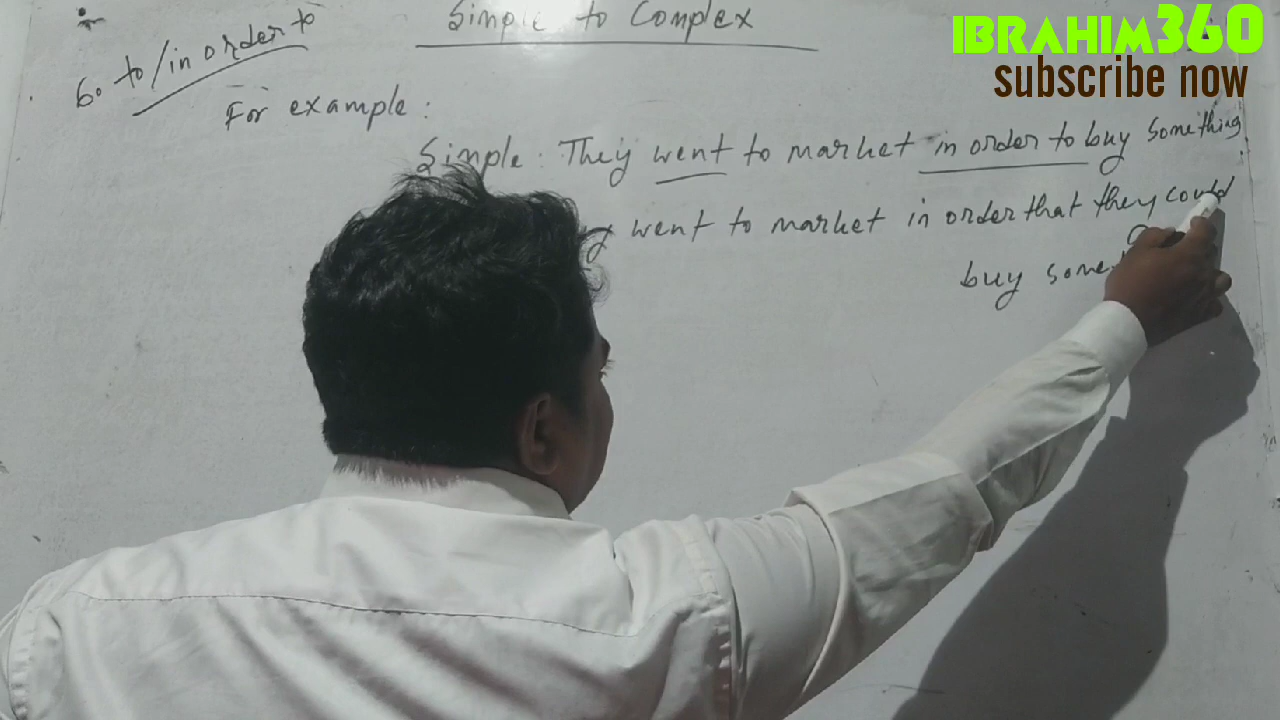 Simple to Complex
IBRAHIM360
subscribe now
6. to/in order to
For example:
Simple: They went to market in order to buy something.
went to market in order that they could
buy